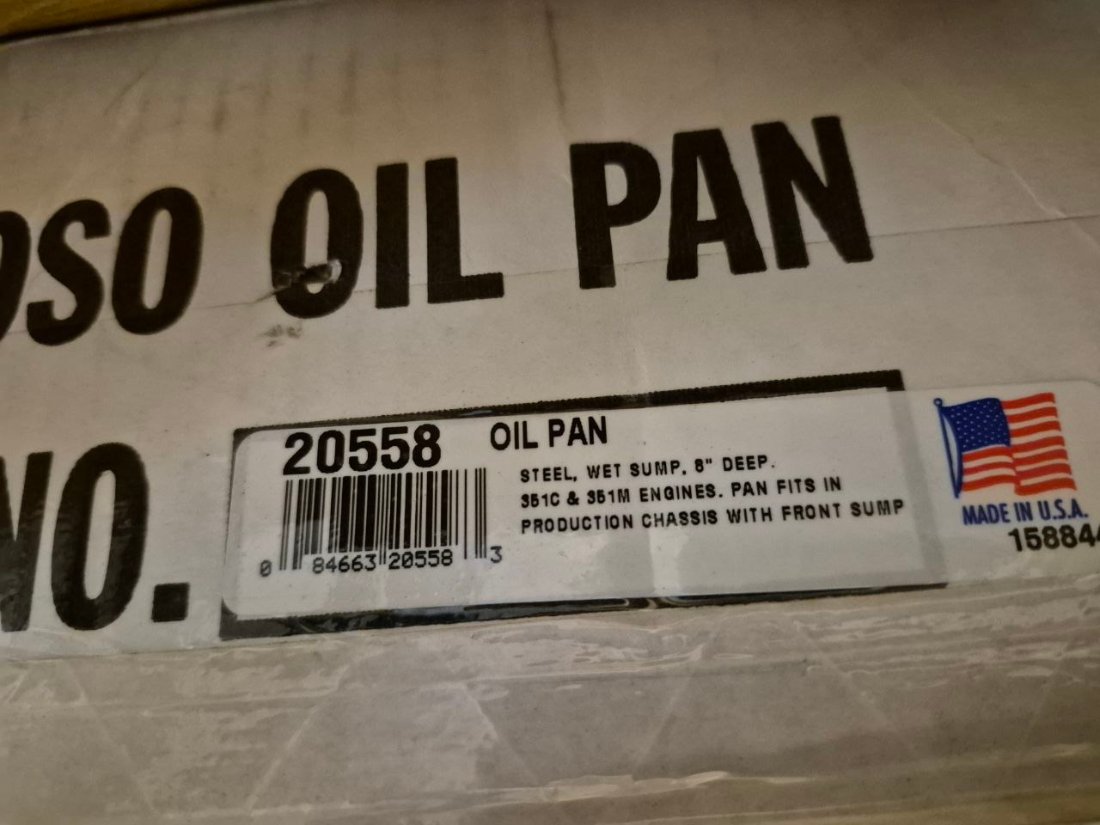 OSO OIL PAN
NO.
20558 OIL PAN
STEEL, WET SUMP. 8" DEEP.
351C & 351M ENGINES. PAN FITS IN
PRODUCTION CHASSIS WITH FRONT SUMP
0 84663 20558 3
MADE IN U.S.A.
158844